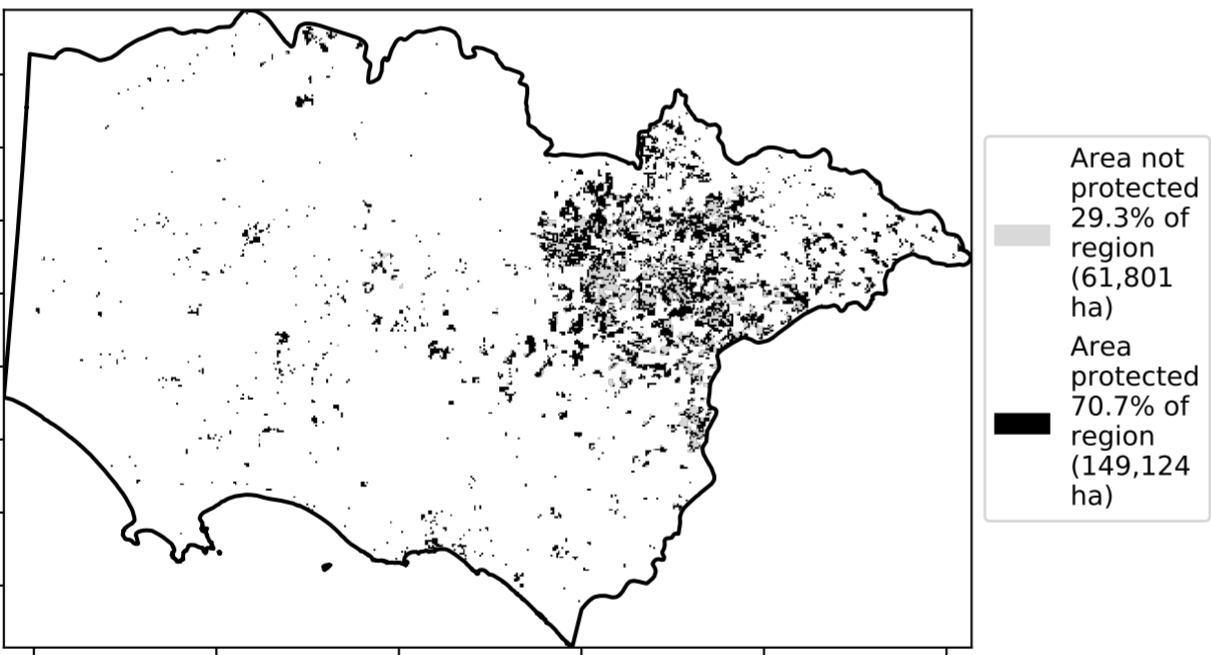 Area not
protected
29.3% of
region
(61,801
ha)
Area
protected
70.7% of
region
(149,124
ha)